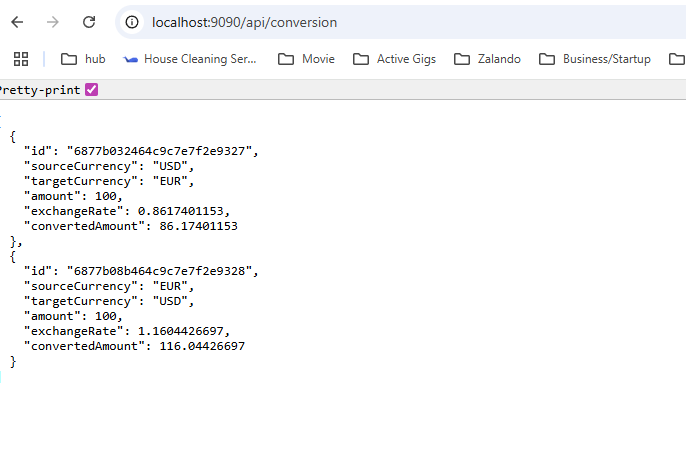 localhost:9090/api/conversion
hub House Cleaning Ser... Movie Active Gigs Zalando Business/Startup
Pretty-print
{
"id": "6877b032464c9c7e7f2e9327",
"sourceCurrency": "USD",
"targetCurrency": "EUR",
"amount": 100,
"exchangeRate": 0.8617401153,
"convertedAmount": 86.17401153
},
{
"id": "6877b08b464c9c7e7f2e9328",
"sourceCurrency": "EUR",
"targetCurrency": "USD",
"amount": 100,
"exchangeRate": 1.1604426697,
"convertedAmount": 116.04426697
}